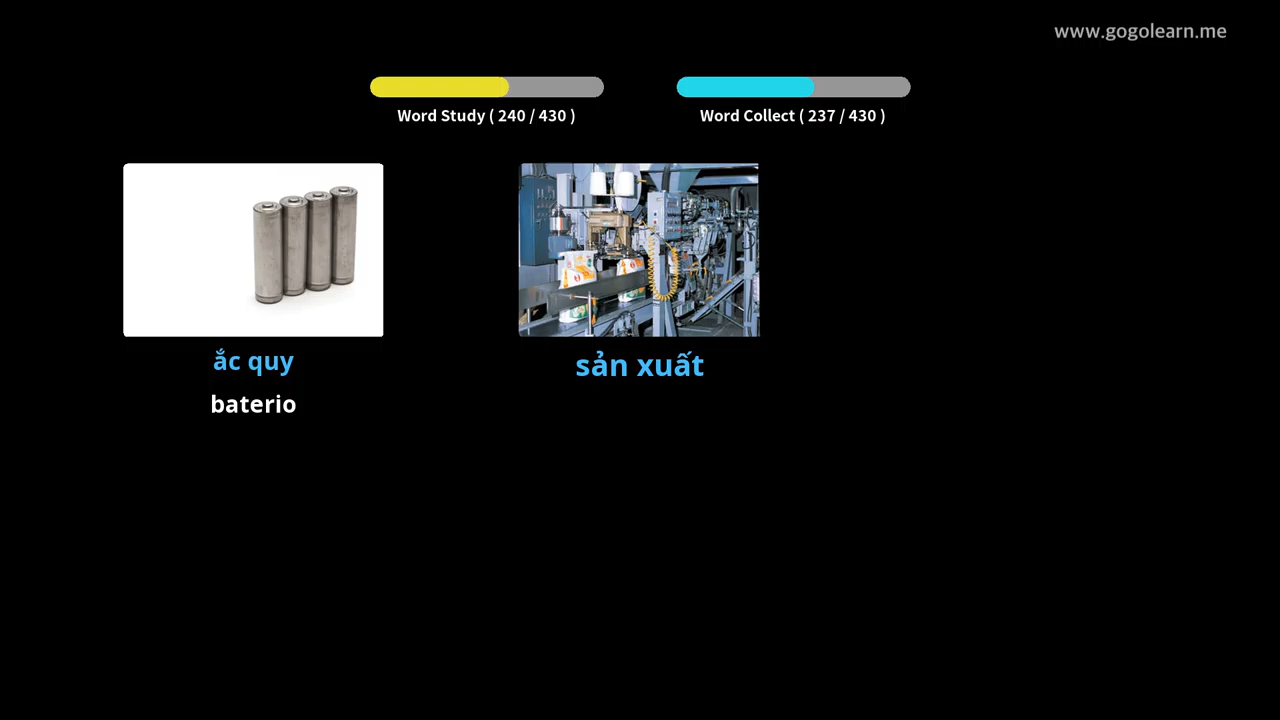 www.gogolearn.me
Word Study ( 240 / 430 )
Word Collect ( 237 / 430 )
ắc quy
sản xuất
baterio